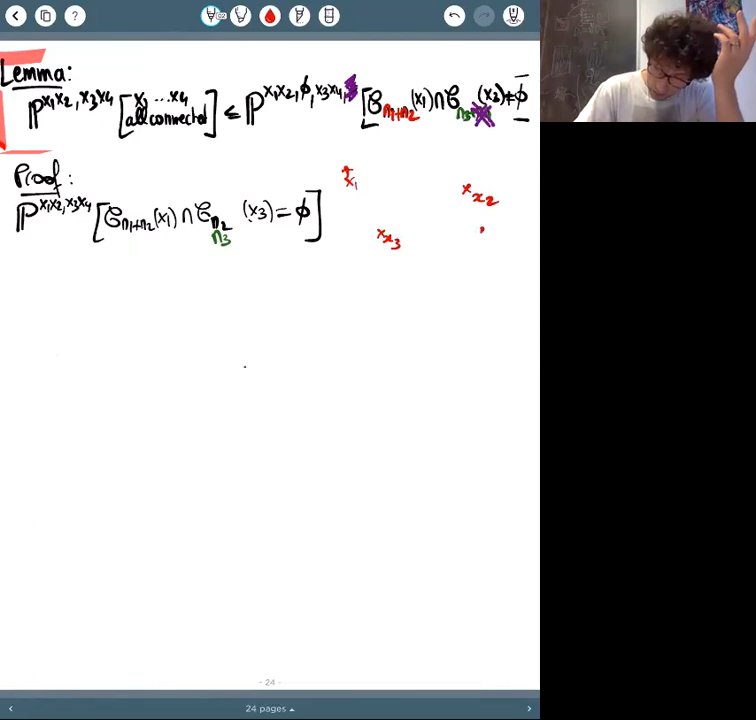 Lemma:
P^{x1x2, x3x4} [x1 ... x4 all connected] ≤ P^{x1x2, ϕ, x3x4, } [C_{n1+n2}(x1) ∩ C_{n3}(x3) ≠ ϕ]
Proof:
x1
x x2
P^{x1x2, x3x4} [C_{n1+n2}(x1) ∩ C_{n2 n3}(x3) = ϕ]
x x3
- 24 -
24 pages